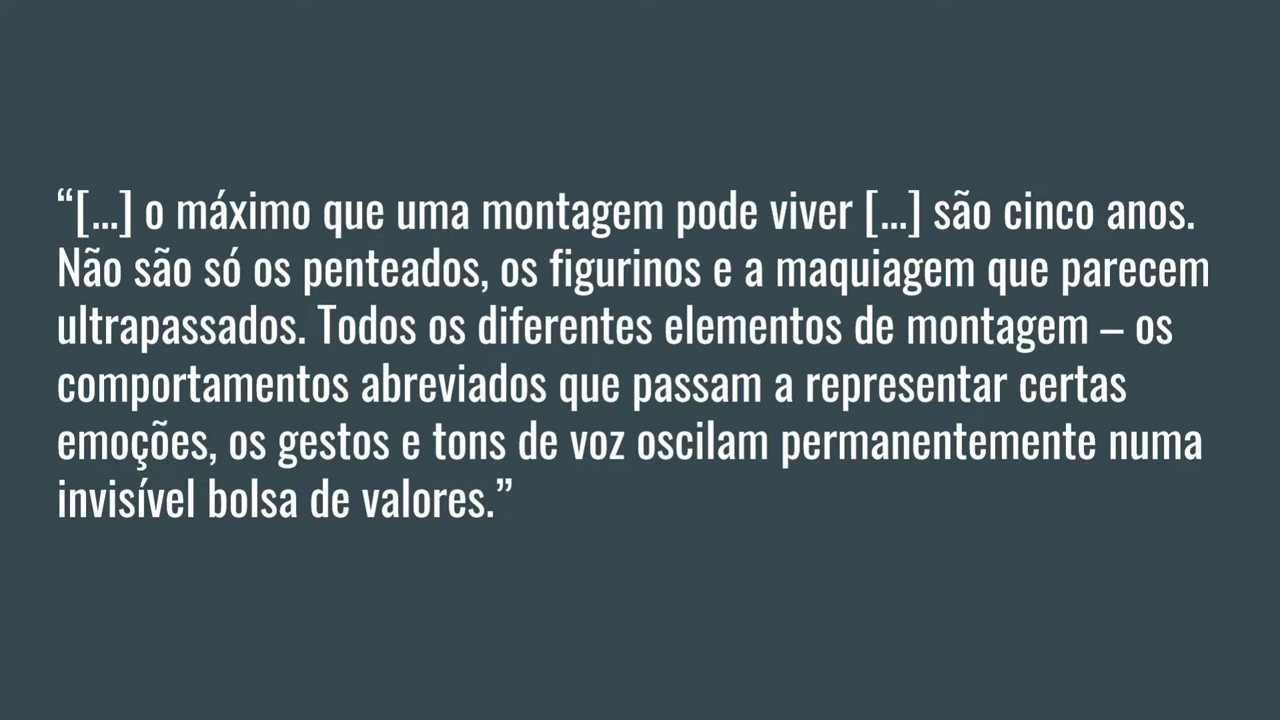 “[...] o máximo que uma montagem pode viver [...] são cinco anos.
Não são só os penteados, os figurinos e a maquiagem que parecem
ultrapassados. Todos os diferentes elementos de montagem – os
comportamentos abreviados que passam a representar certas
emoções, os gestos e tons de voz oscilam permanentemente numa
invisível bolsa de valores.”